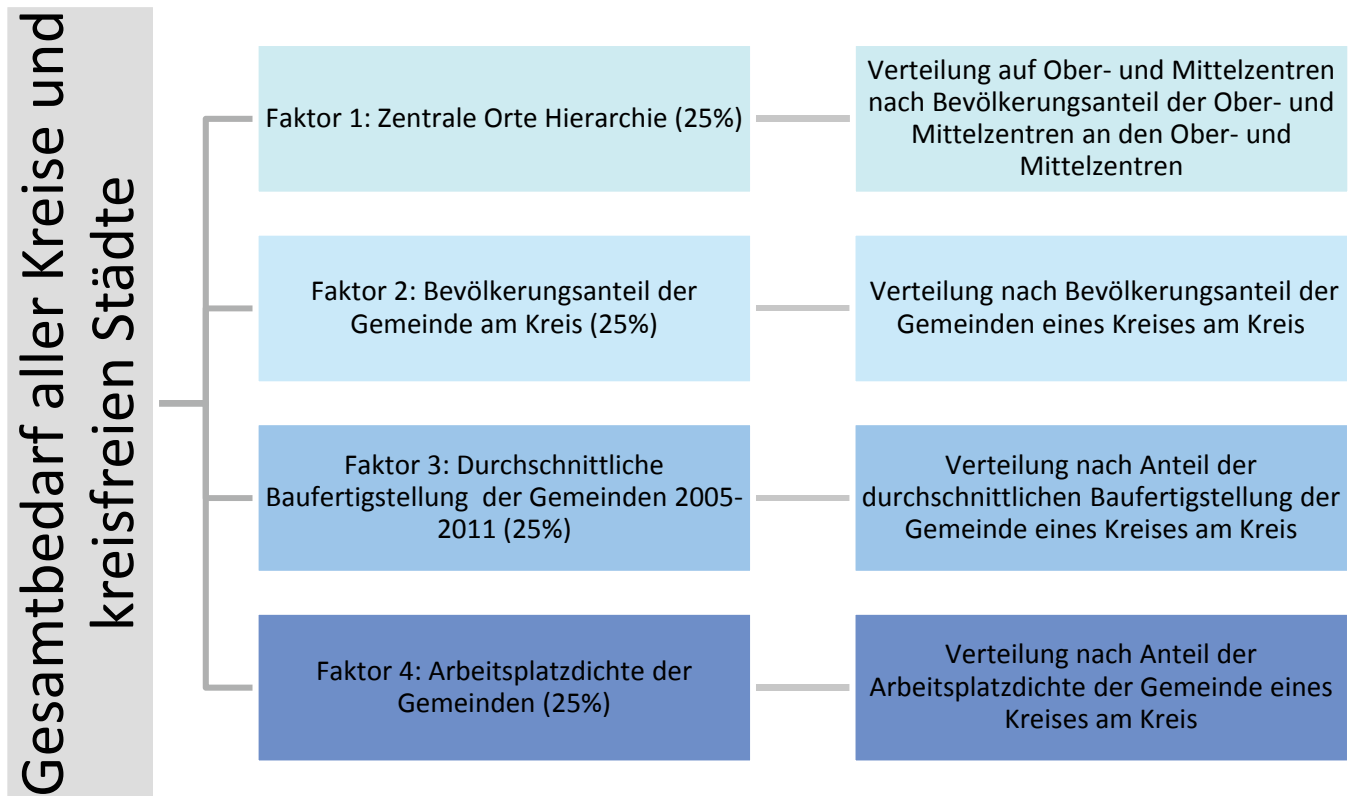 Gesamtbedarf aller Kreise und
kreisfreien Städte
Faktor 1: Zentrale Orte Hierarchie (25%)
Verteilung auf Ober- und Mittelzentren
nach Bevölkerungsanteil der Ober- und
Mittelzentren an den Ober- und
Mittelzentren
Faktor 2: Bevölkerungsanteil der
Gemeinde am Kreis (25%)
Verteilung nach Bevölkerungsanteil der
Gemeinden eines Kreises am Kreis
Faktor 3: Durchschnittliche
Baufertigstellung der Gemeinden 2005-
2011 (25%)
Verteilung nach Anteil der
durchschnittlichen Baufertigstellung der
Gemeinde eines Kreises am Kreis
Faktor 4: Arbeitsplatzdichte der
Gemeinden (25%)
Verteilung nach Anteil der
Arbeitsplatzdichte der Gemeinde eines
Kreises am Kreis